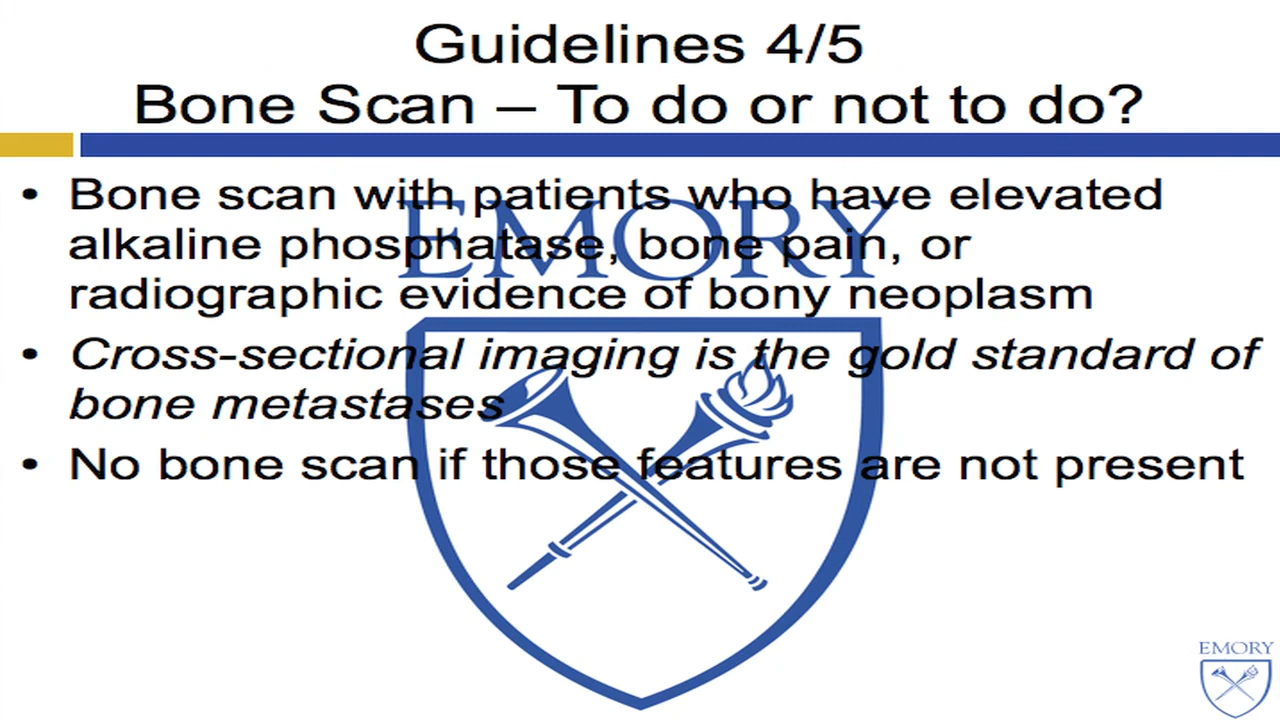 Guidelines 4/5
Bone Scan – To do or not to do?
• Bone scan with patients who have elevated
alkaline phosphatase, bone pain, or
radiographic evidence of bony neoplasm
• Cross-sectional imaging is the gold standard of
bone metastases
• No bone scan if those features are not present
EMORY
EMORY